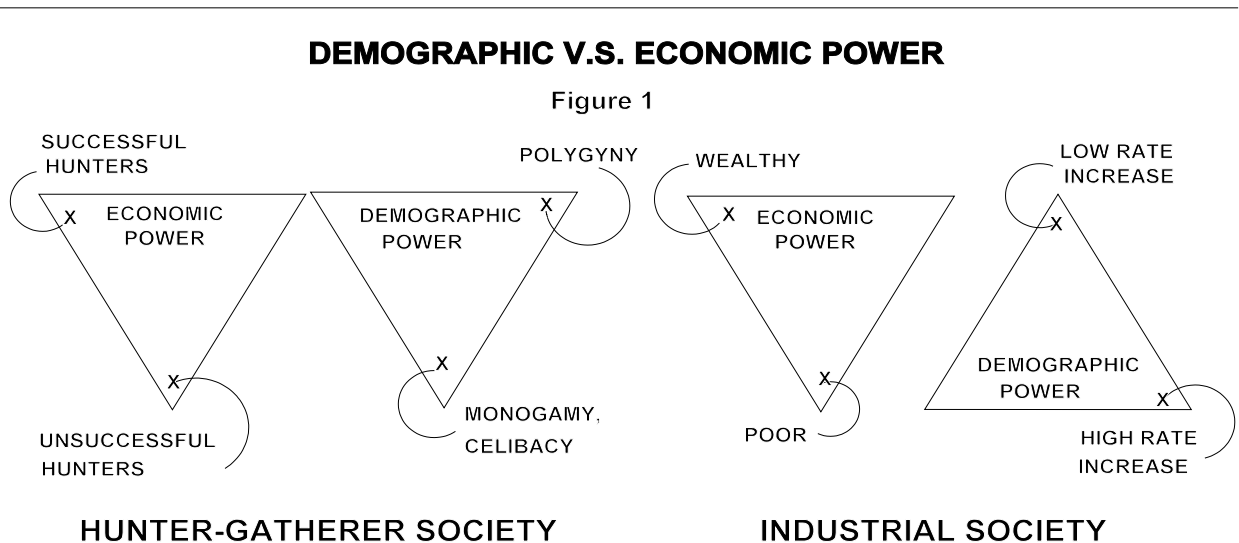 DEMOGRAPHIC V.S. ECONOMIC POWER
Figure 1
SUCCESSFUL
HUNTERS
X
ECONOMIC
POWER
X
UNSUCCESSFUL
HUNTERS
POLYGYNY
X
DEMOGRAPHIC
POWER
X
MONOGAMY,
CELIBACY
HUNTER-GATHERER SOCIETY
WEALTHY
X
ECONOMIC
POWER
X
POOR
LOW RATE
INCREASE
X
DEMOGRAPHIC
POWER
X
HIGH RATE
INCREASE
INDUSTRIAL SOCIETY